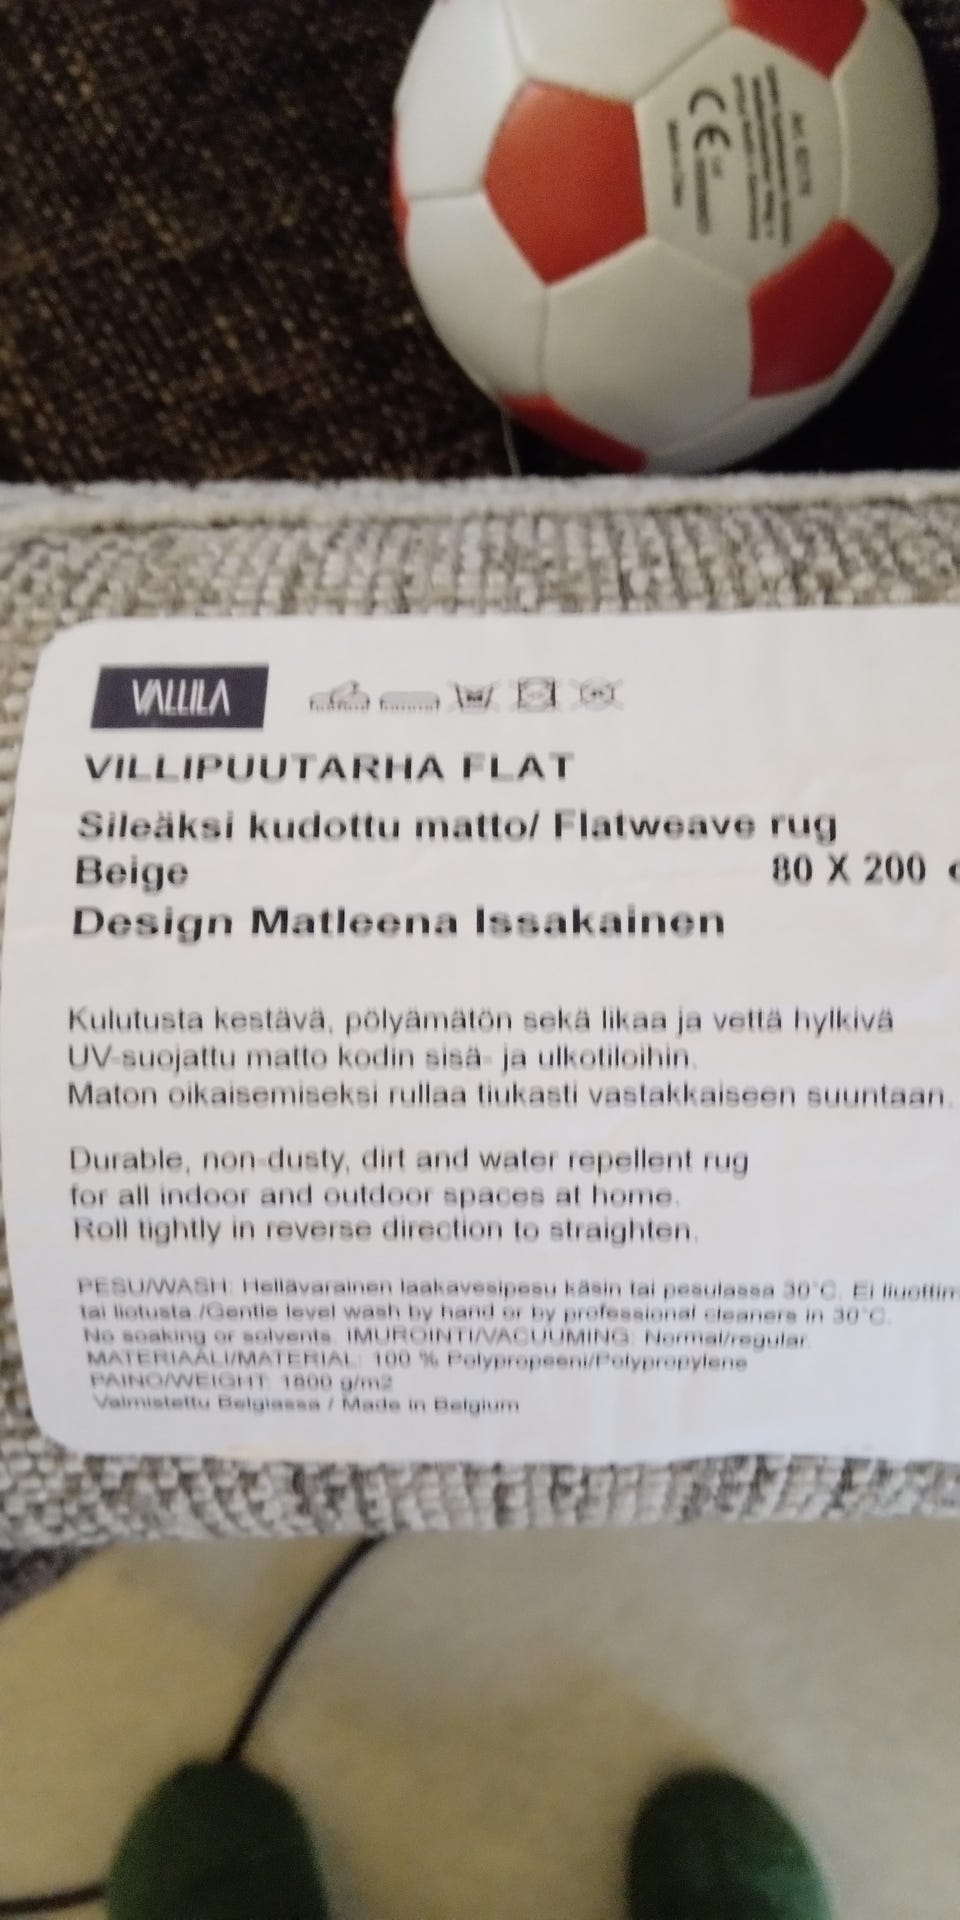 CE
VALLILA
VILLIPUUTARHA FLAT
Sileäksi kudottu matto/ Flatweave rug
Beige 80 X 200
Design Matleena Issakainen
Kulutusta kestävä, pölyämätön sekä likaa ja vettä hylkivä
UV-suojattu matto kodin sisä- ja ulkotiloihin.
Maton oikaisemiseksi rullaa tiukasti vastakkaiseen suuntaan.
Durable, non-dusty, dirt and water repellent rug
for all indoor and outdoor spaces at home.
Roll tightly in reverse direction to straighten.
PESU/WASH: Hellävarainen laakavesipesu käsin tai pesulassa 30°C. Ei
tai liotusta /Gentle level wash by hand or by professional cleaners in 30°C.
No soaking or solvents. IMUROINTI/VACUUMING: Normal/regular.
MATERIAALI/MATERIAL: 100 % Polypropeeni/Polypropylene
PAINO/WEIGHT: 1800 g/m2
Valmistettu Belgiassa / Made in Belgium